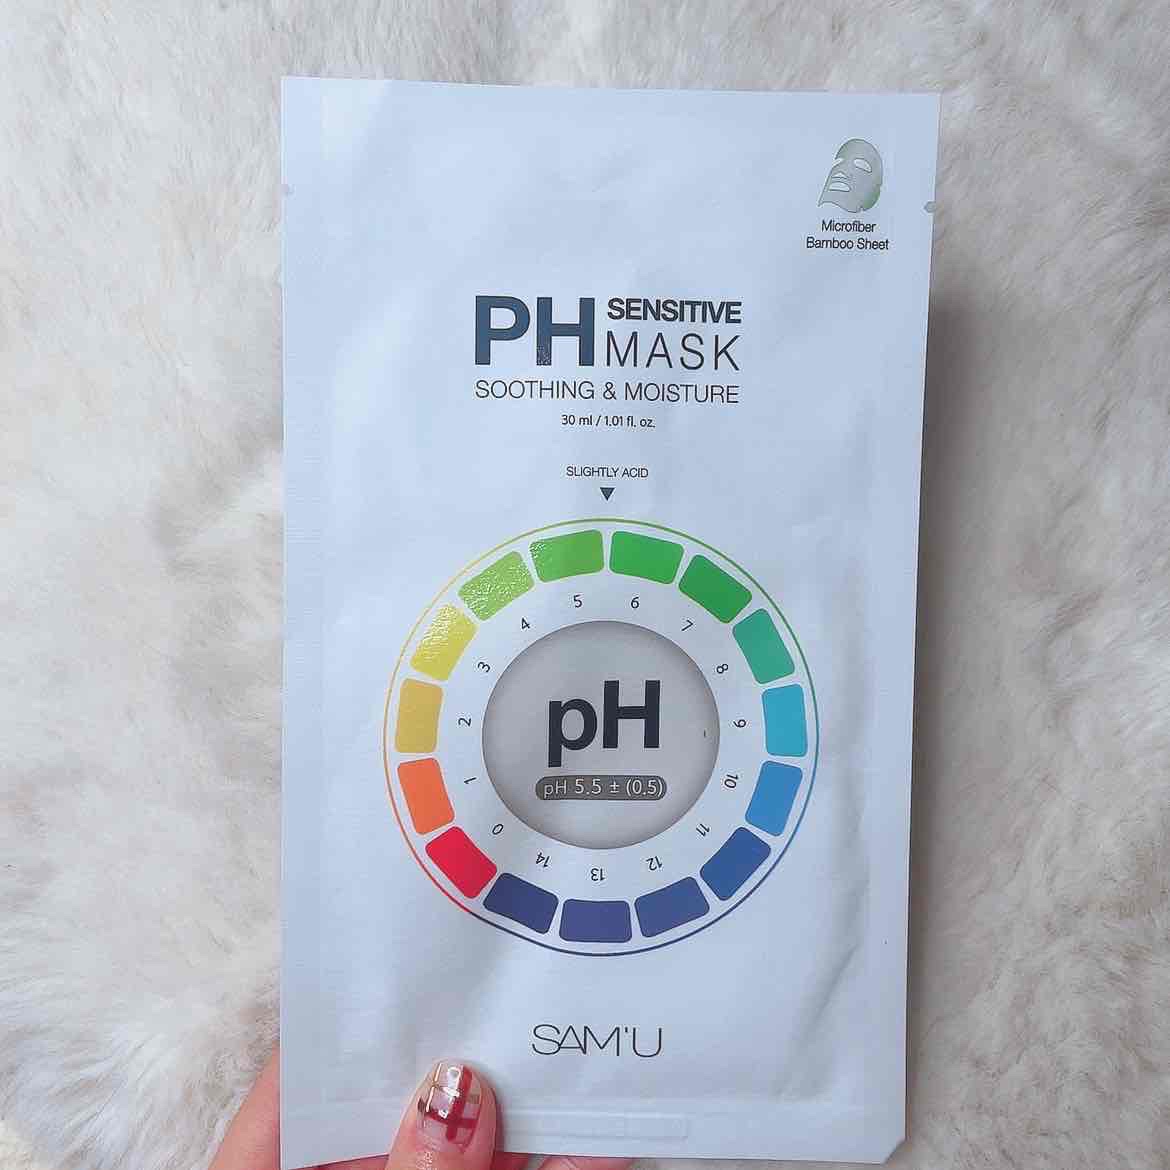 Microfiber
Bamboo Sheet
PH SENSITIVE
MASK
SOOTHING & MOISTURE
30 ml / 1.01 fl. oz.
SLIGHTLY ACID
0
1
2
3
4
5
6
7
8
9
10
11
12
13
14
pH
pH 5.5 ± (0.5)
SAM'U